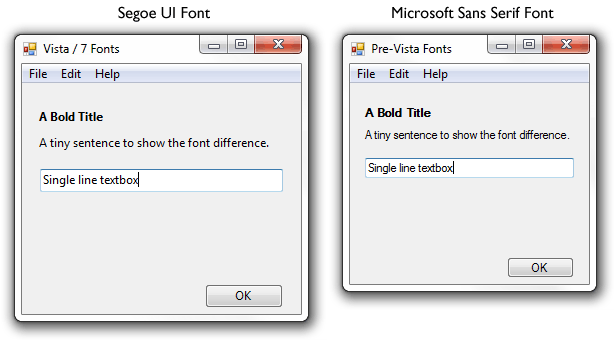 Segoe UI Font
Vista / 7 Fonts
File Edit Help
A Bold Title
A tiny sentence to show the font difference.
Single line textbox
OK
Microsoft Sans Serif Font
Pre-Vista Fonts
File Edit Help
A Bold Title
A tiny sentence to show the font difference.
Single line textbox
OK